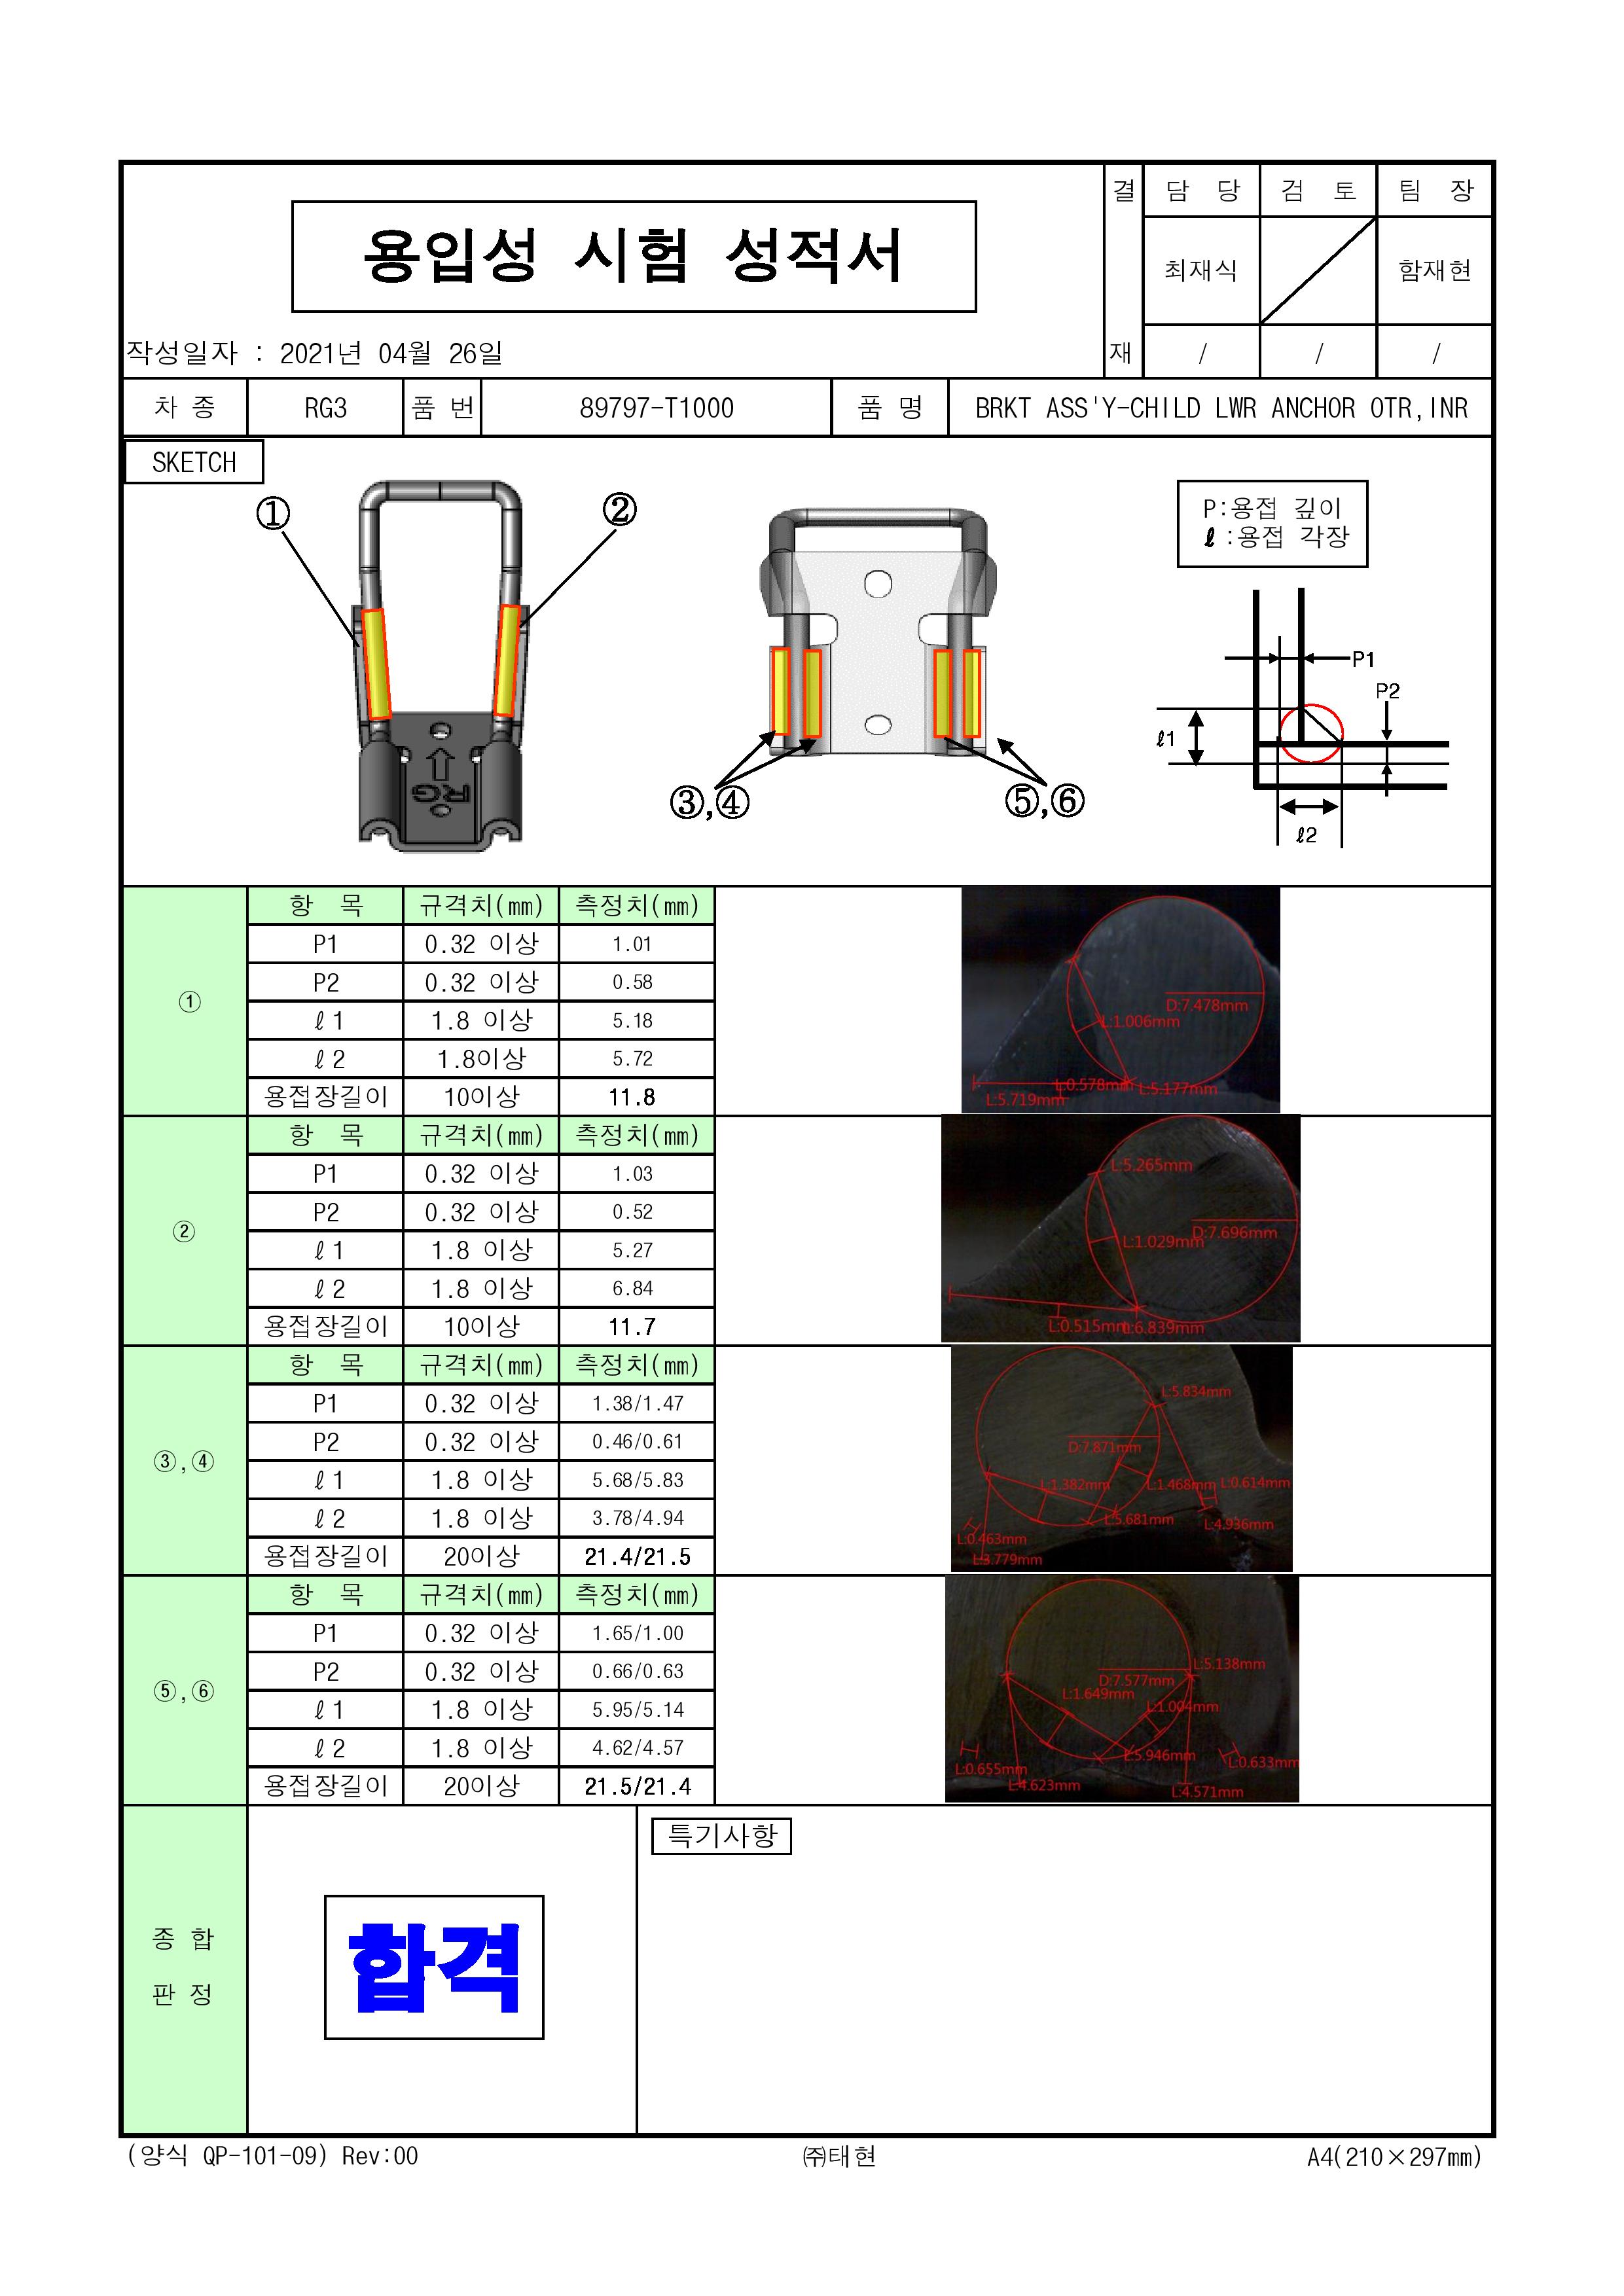 용입성 시험 성적서
결 재
담 당 검 토 팀 장
최재식 함재현
/ / /
작성일자 : 2021년 04월 26일
차 종 RG3 품 번 89797-T1000 품 명 BRKT ASS'Y-CHILD LWR ANCHOR OTR,INR
SKETCH
① ②
RG
③,④ ⑤,⑥
P:용접 깊이
ℓ :용접 각장
P1
P2
ℓ1
ℓ2
①
항 목 규격치(㎜) 측정치(㎜)
P1 0.32 이상 1.01
P2 0.32 이상 0.58
ℓ1 1.8 이상 5.18
ℓ2 1.8이상 5.72
용접장길이 10이상 11.8
D:7.478mm
L:1.006mm
L:0.578mm L:5.177mm
L:5.719mm
②
항 목 규격치(㎜) 측정치(㎜)
P1 0.32 이상 1.03
P2 0.32 이상 0.52
ℓ1 1.8 이상 5.27
ℓ2 1.8 이상 6.84
용접장길이 10이상 11.7
L:5.265mm
D:7.696mm
L:1.029mm
L:0.515mm L:6.839mm
③,④
항 목 규격치(㎜) 측정치(㎜)
P1 0.32 이상 1.38/1.47
P2 0.32 이상 0.46/0.61
ℓ1 1.8 이상 5.68/5.83
ℓ2 1.8 이상 3.78/4.94
용접장길이 20이상 21.4/21.5
L:5.834mm
D:7.871mm
L:1.382mm L:1.468mm L:0.614mm
L:5.681mm L:4.936mm
L:0.463mm
L:3.779mm
⑤,⑥
항 목 규격치(㎜) 측정치(㎜)
P1 0.32 이상 1.65/1.00
P2 0.32 이상 0.66/0.63
ℓ1 1.8 이상 5.95/5.14
ℓ2 1.8 이상 4.62/4.57
용접장길이 20이상 21.5/21.4
L:5.138mm
D:7.577mm
L:1.649mm
L:1.004mm
L:5.946mm
L:0.655mm L:0.633mm
L:4.623mm L:4.571mm
종 합
판 정
합격
특기사항
(양식 QP-101-09) Rev:00 ㈜태현 A4(210×297㎜)